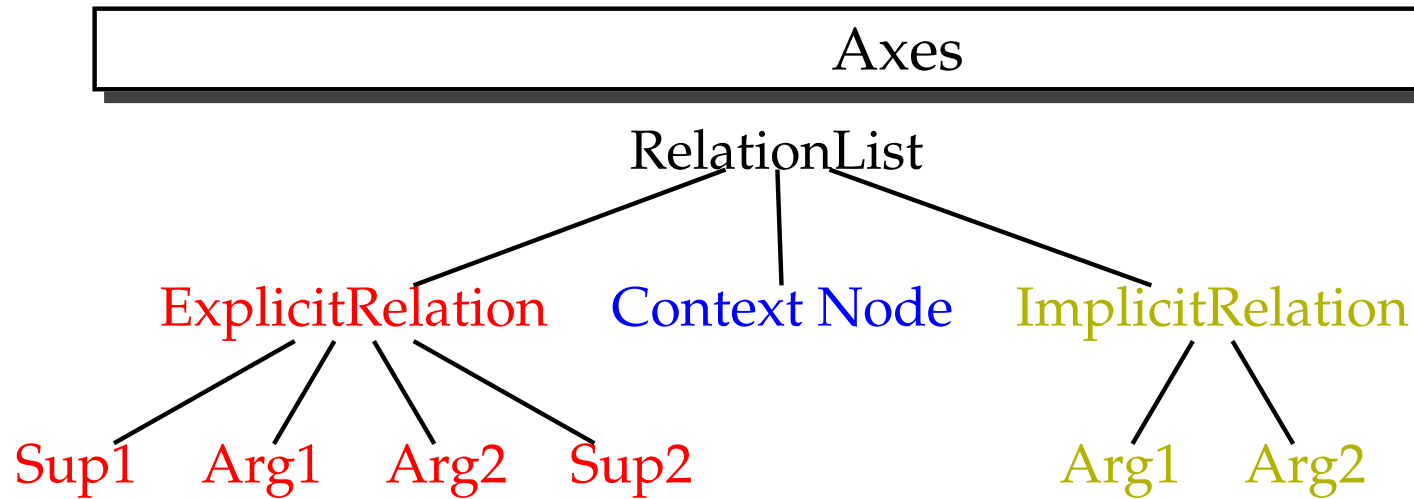 Axes
RelationList
ExplicitRelation Context Node ImplicitRelation
Sup1 Arg1 Arg2 Sup2 Arg1 Arg2